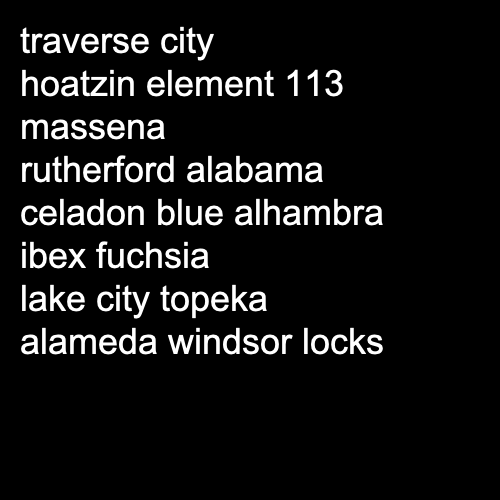 traverse city
hoatzin element 113
massena
rutherford alabama
celadon blue alhambra
ibex fuchsia
lake city topeka
alameda windsor locks